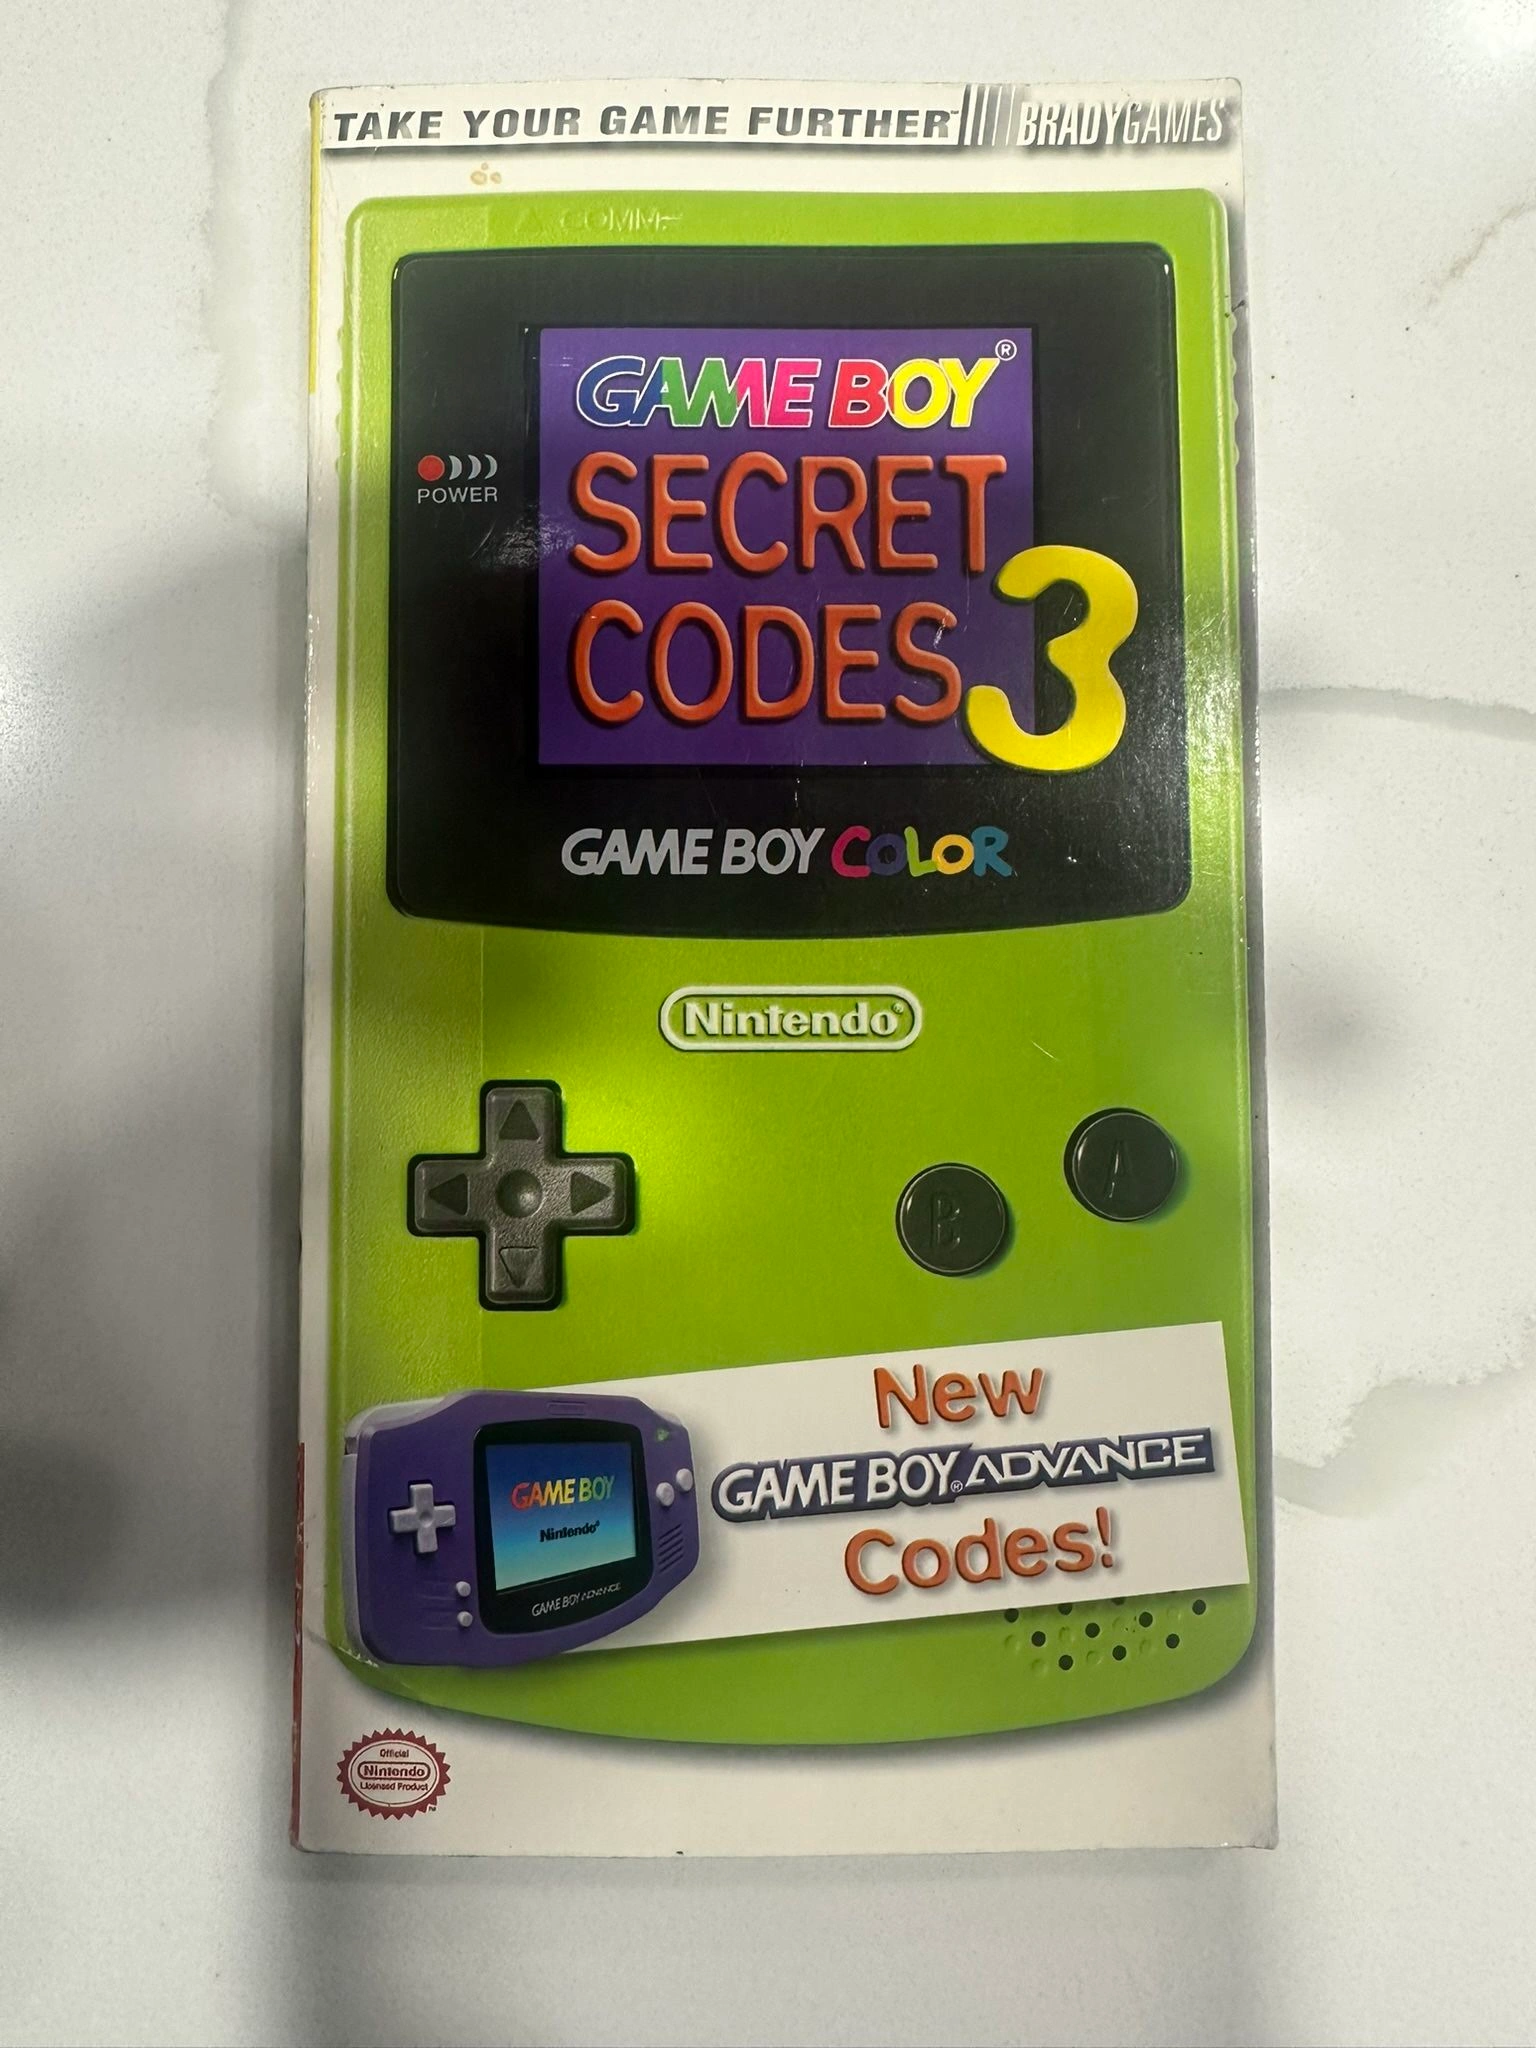 TAKE YOUR GAME FURTHER™ BRADYGAMES
COMM
GAME BOY®
SECRET
CODES 3
POWER
GAME BOY COLOR
Nintendo®
A
B
New
GAME BOY® ADVANCE
Codes!
GAME BOY
Nintendo®
GAME BOY ADVANCE
Official
Nintendo
Licensed Product